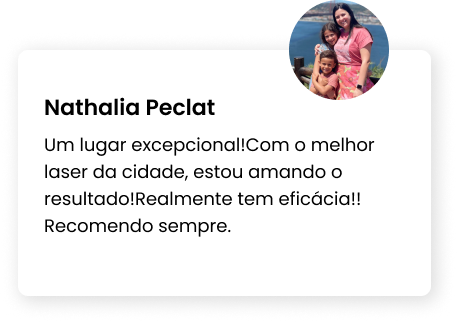 Nathalia Peclat
Um lugar excepcional!Com o melhor
laser da cidade, estou amando o
resultado!Realmente tem eficácia!!
Recomendo sempre.